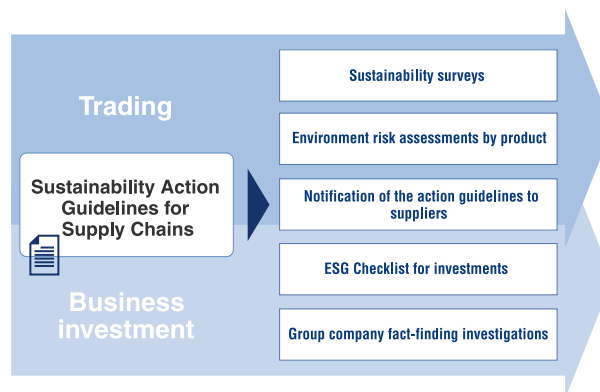 Trading
Sustainability Action
Guidelines for
Supply Chains
Business
investment
Sustainability surveys
Environment risk assessments by product
Notification of the action guidelines to
suppliers
ESG Checklist for investments
Group company fact-finding investigations